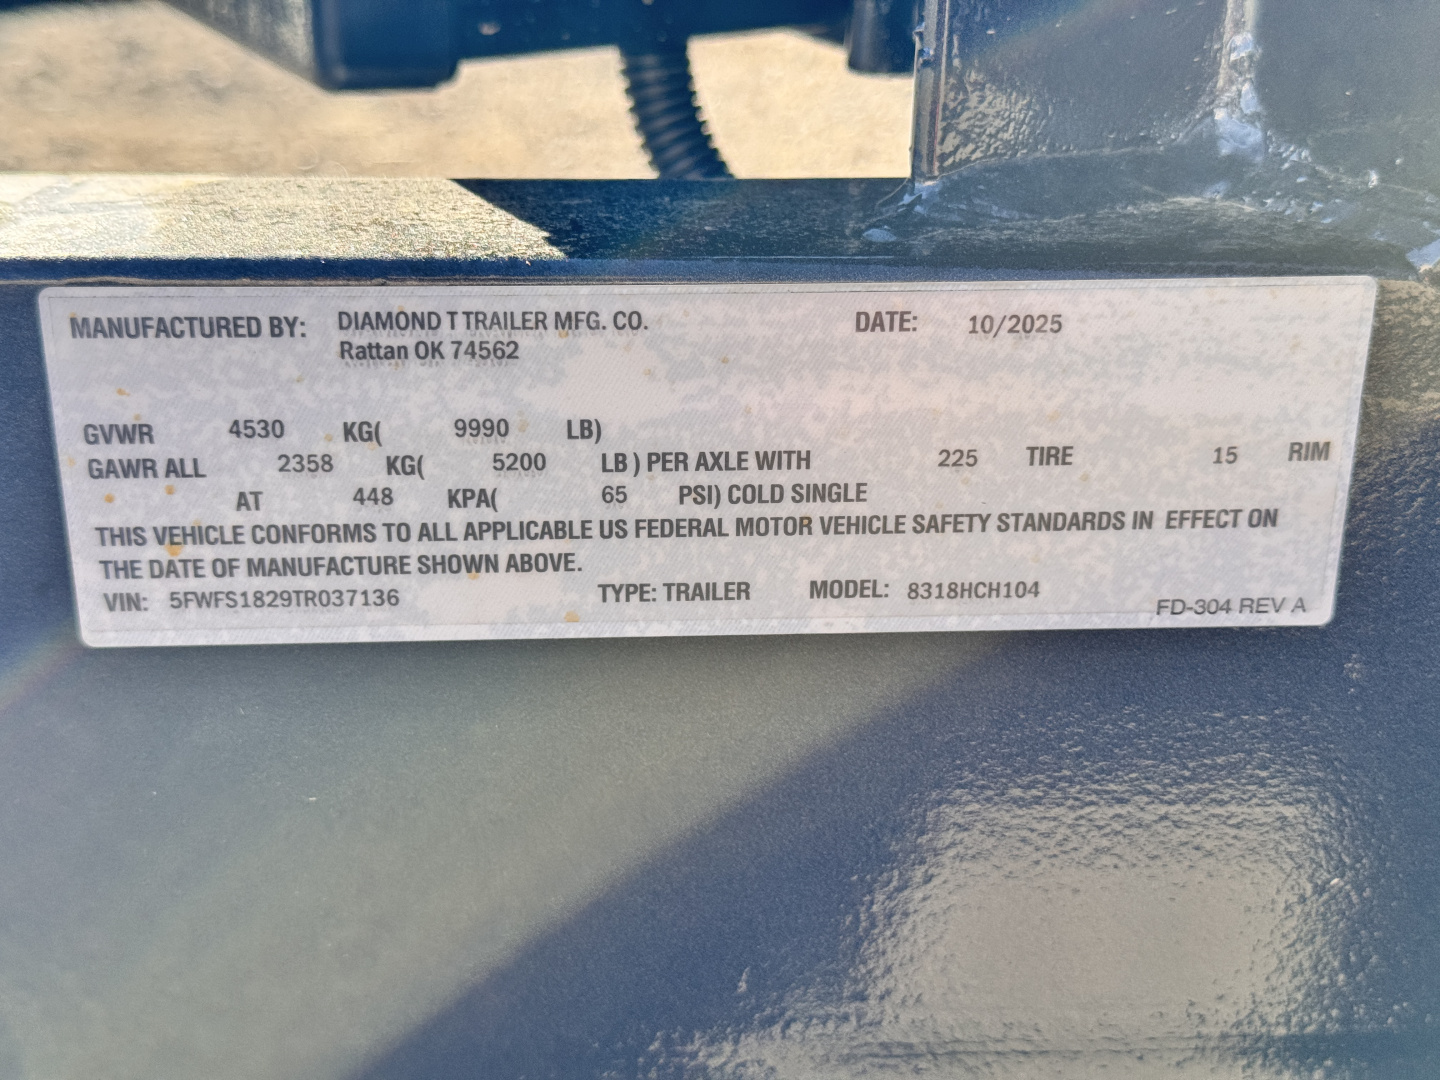 MANUFACTURED BY: DIAMOND T TRAILER MFG. CO. DATE: 10/2025
Rattan OK 74562
GVWR 4530 KG( 9990 LB)
GAWR ALL 2358 KG( 5200 LB ) PER AXLE WITH 225 TIRE 15 RIM
AT 448 KPA( 65 PSI) COLD SINGLE
THIS VEHICLE CONFORMS TO ALL APPLICABLE US FEDERAL MOTOR VEHICLE SAFETY STANDARDS IN EFFECT ON
THE DATE OF MANUFACTURE SHOWN ABOVE.
VIN: 5FWFS1829TR037136 TYPE: TRAILER MODEL: 8318HCH104
FD-304 REV A